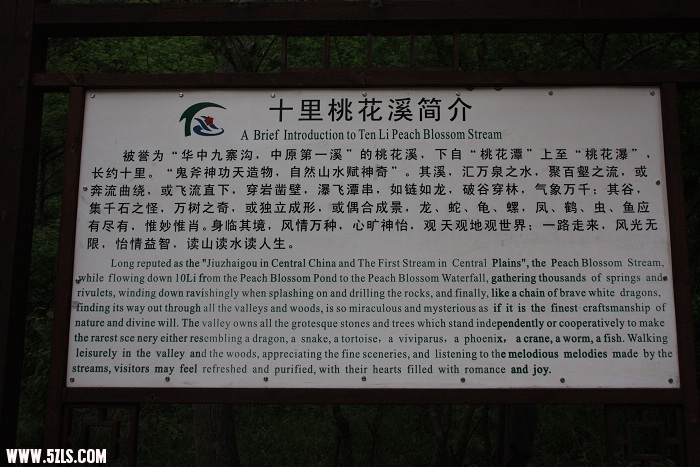 十里桃花溪简介
A Brief Introduction to Ten Li Peach Blossom Stream
被誉为“华中九寨沟，中原第一溪”的桃花溪，下自“桃花潭”上至“桃花瀑”，
长约十里。“鬼斧神功天造物，自然山水赋神奇”。其溪，汇万泉之水，聚百壑之流，或
奔流曲绕，或飞流直下，穿岩凿壁，瀑飞潭串，如链如龙，破谷穿林，气象万千；其谷，
集千石之怪，万树之奇，或独立成形，或偶合成景，龙、蛇、龟、螺，凤、鹤、虫、鱼应
有尽有，惟妙惟肖。身临其境，风情万种，心旷神怡，观天观地观世界；一路走来，风光无
限，怡情益智，读山读水读人生。
Long reputed as the "Jiuzhaigou in Central China and The First Stream in Central Plains", the Peach Blossom Stream,
while flowing down 10Li from the Peach Blossom Pond to the Peach Blossom Waterfall, gathering thousands of springs and
rivulets, winding down ravishingly when splashing on and drilling the rocks, and finally, like a chain of brave white dragons,
finding its way out through all the valleys and woods, is so miraculous and mysterious as if it is the finest craftsmanship of
nature and divine will. The valley owns all the grotesque stones and trees which stand independently or cooperatively to make
the rarest sce nery either resembling a dragon, a snake, a tortoise, a viviparus, a phoenix, a crane, a worm, a fish. Walking
leisurely in the valley and the woods, appreciating the fine sceneries, and listening to the melodious melodies made by the
streams, visitors may feel refreshed and purified, with their hearts filled with romance and joy.
WWW.5ZLS.COM